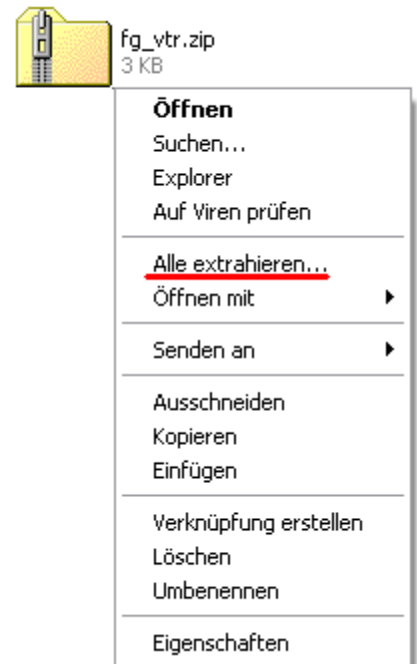 fg_vtr.zip
3 KB
Öffnen
Suchen...
Explorer
Auf Viren prüfen
Alle extrahieren...
Öffnen mit
Senden an
Ausschneiden
Kopieren
Einfügen
Verknüpfung erstellen
Löschen
Umbenennen
Eigenschaften